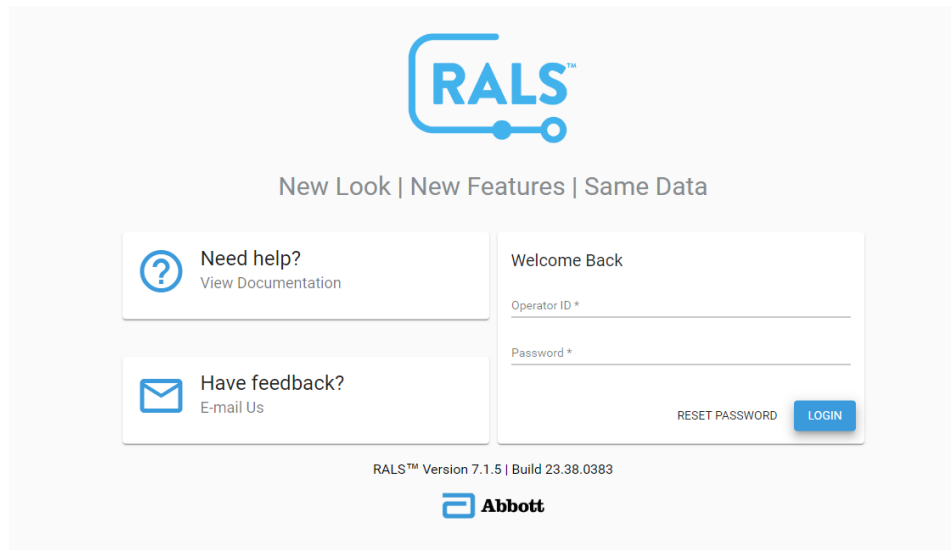 RALS™
New Look | New Features | Same Data
Need help?
View Documentation
Have feedback?
E-mail Us
Welcome Back
Operator ID *
Password *
RESET PASSWORD
LOGIN
RALS™ Version 7.1.5 | Build 23.38.0383
Abbott